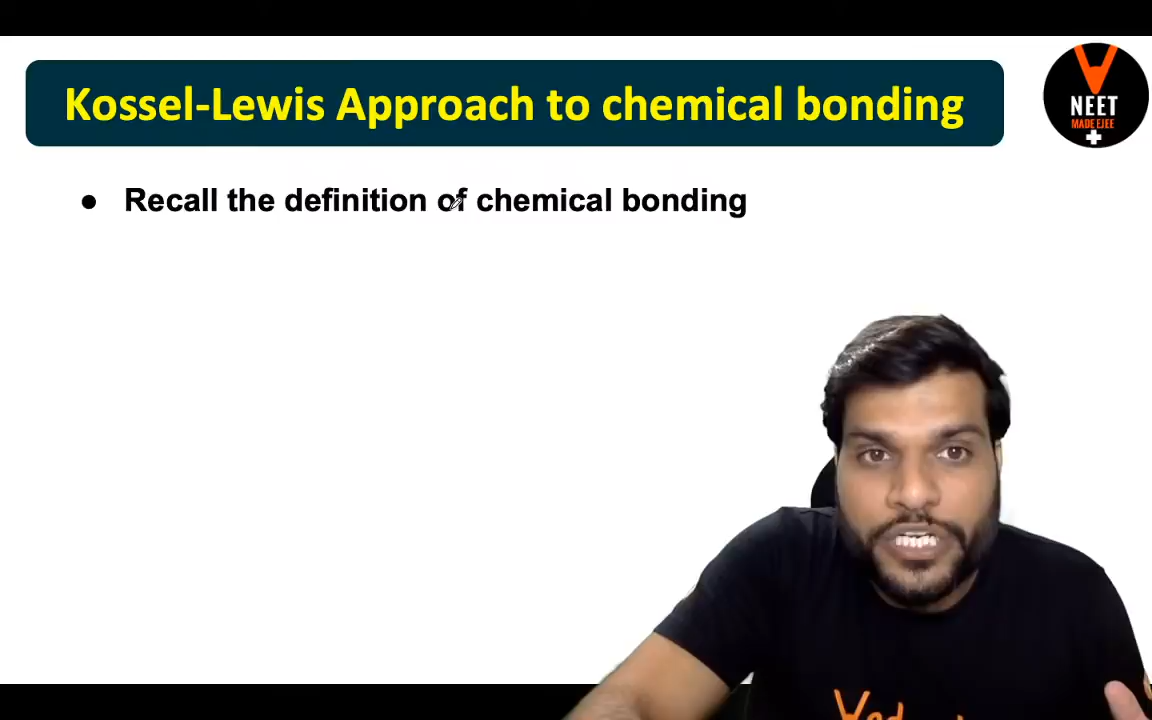 Kossel-Lewis Approach to chemical bonding
NEET
MADE EJEE
● Recall the definition of chemical bonding